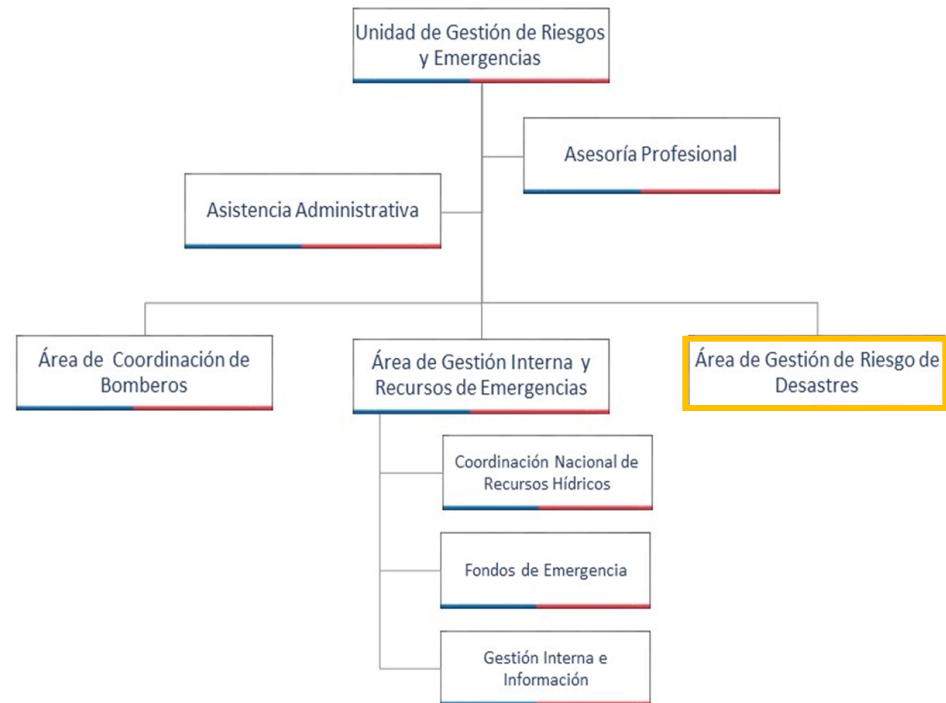 Unidad de Gestión de Riesgos
y Emergencias
Asesoría Profesional
Asistencia Administrativa
Área de Coordinación de
Bomberos
Área de Gestión Interna y
Recursos de Emergencias
Área de Gestión de Riesgo de
Desastres
Coordinación Nacional de
Recursos Hídricos
Fondos de Emergencia
Gestión Interna e
Información